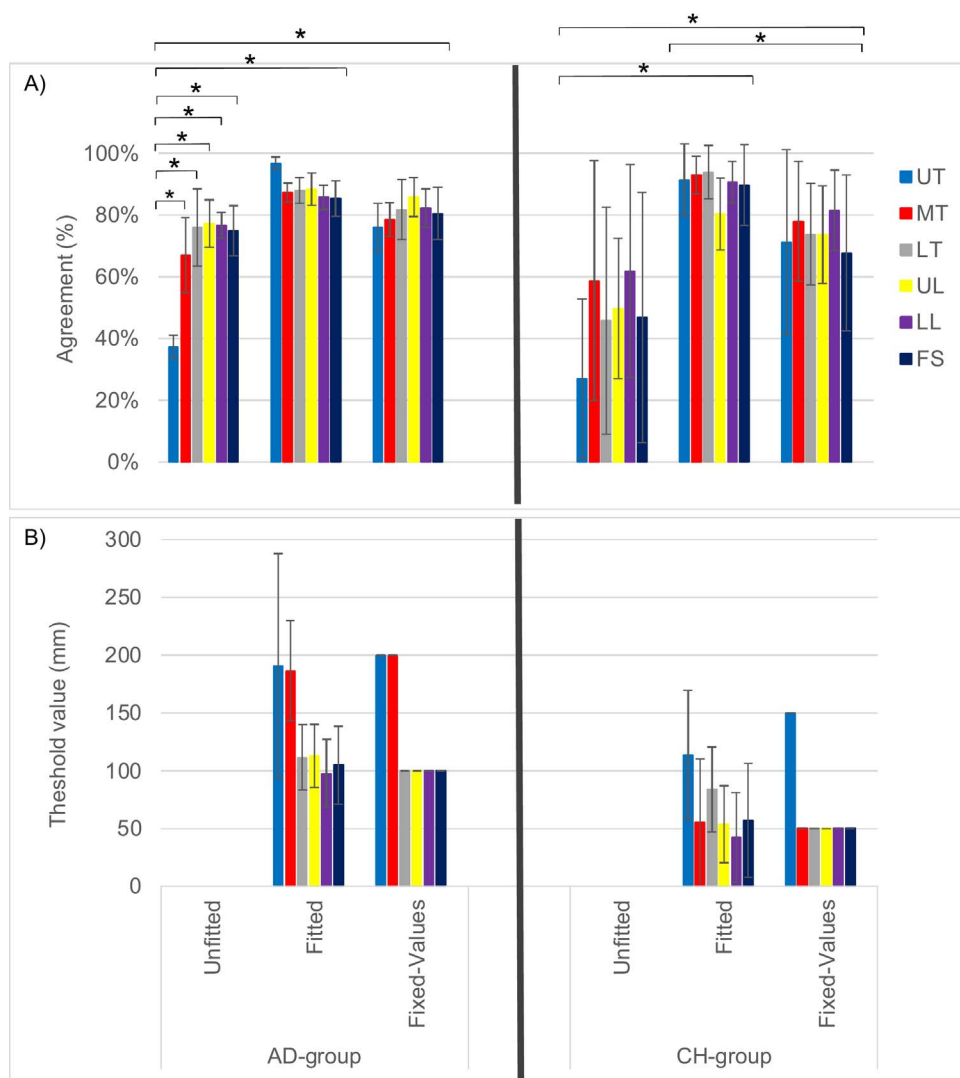 * *
* *
* *
A)
*
*
*
*
*
100%
80%
60%
40%
20%
0%
Agreement (%)
UT
MT
LT
UL
LL
FS
B)
300
250
200
150
100
50
0
Theshold value (mm)
Unfitted
Fitted
Fixed-Values
Unfitted
Fitted
Fixed-Values
AD-group
CH-group